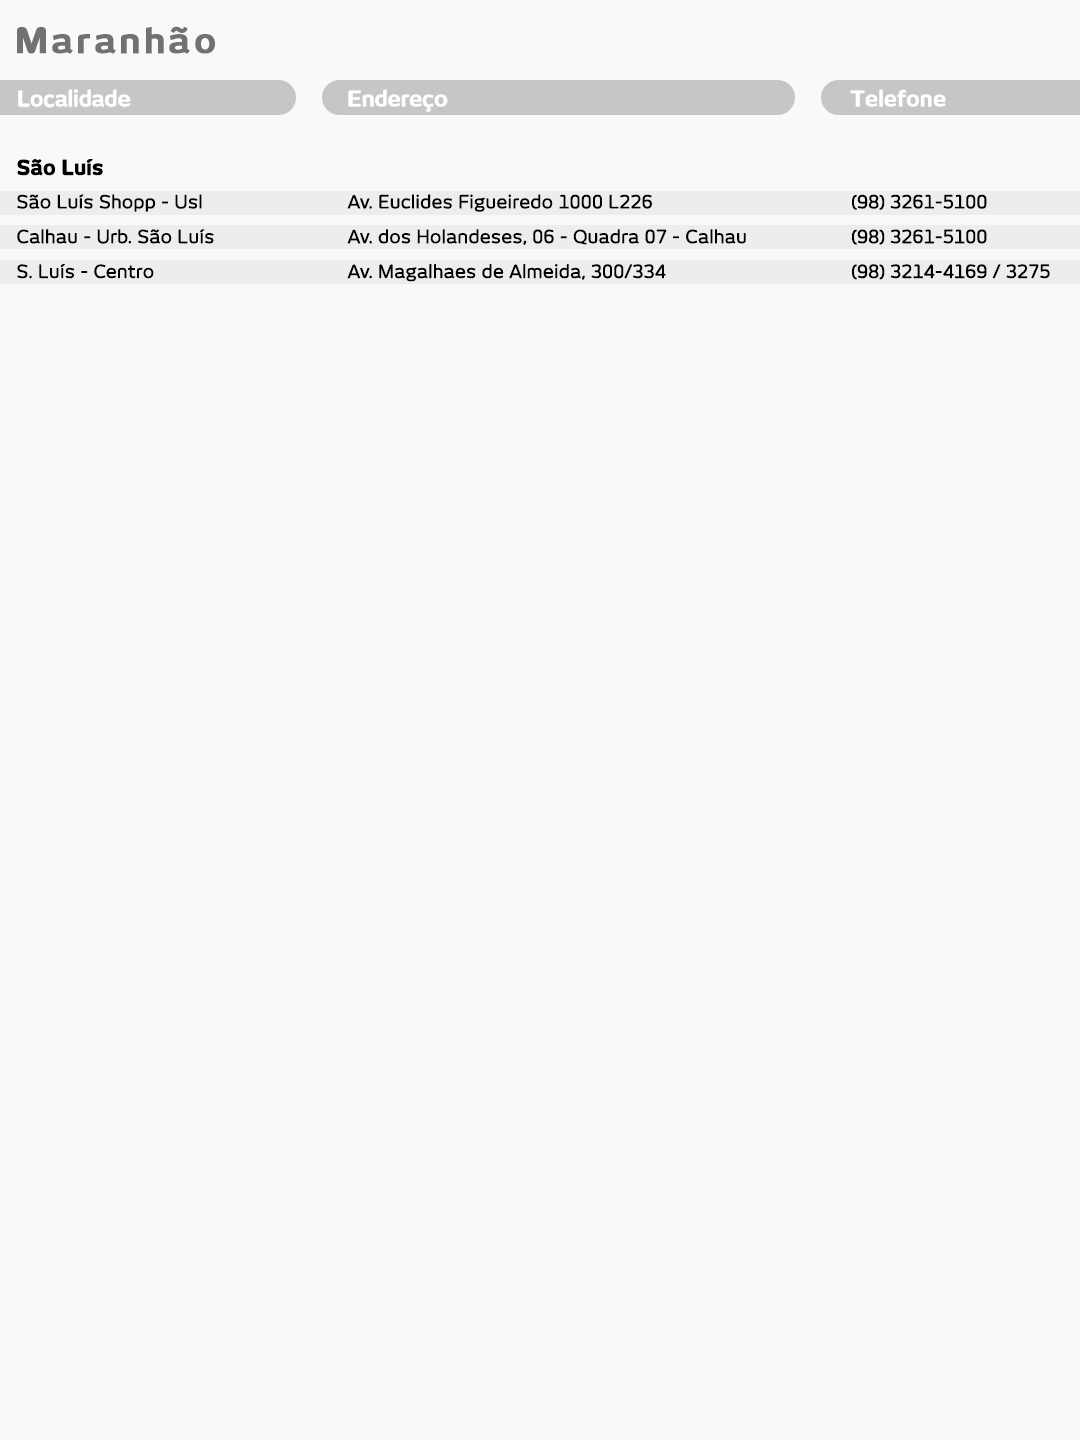 Maranhão
Localidade Endereço Telefone
São Luís
São Luís Shopp - Usl Av. Euclides Figueiredo 1000 L226 (98) 3261-5100
Calhau - Urb. São Luís Av. dos Holandeses, 06 - Quadra 07 - Calhau (98) 3261-5100
S. Luís - Centro Av. Magalhaes de Almeida, 300/334 (98) 3214-4169 / 3275